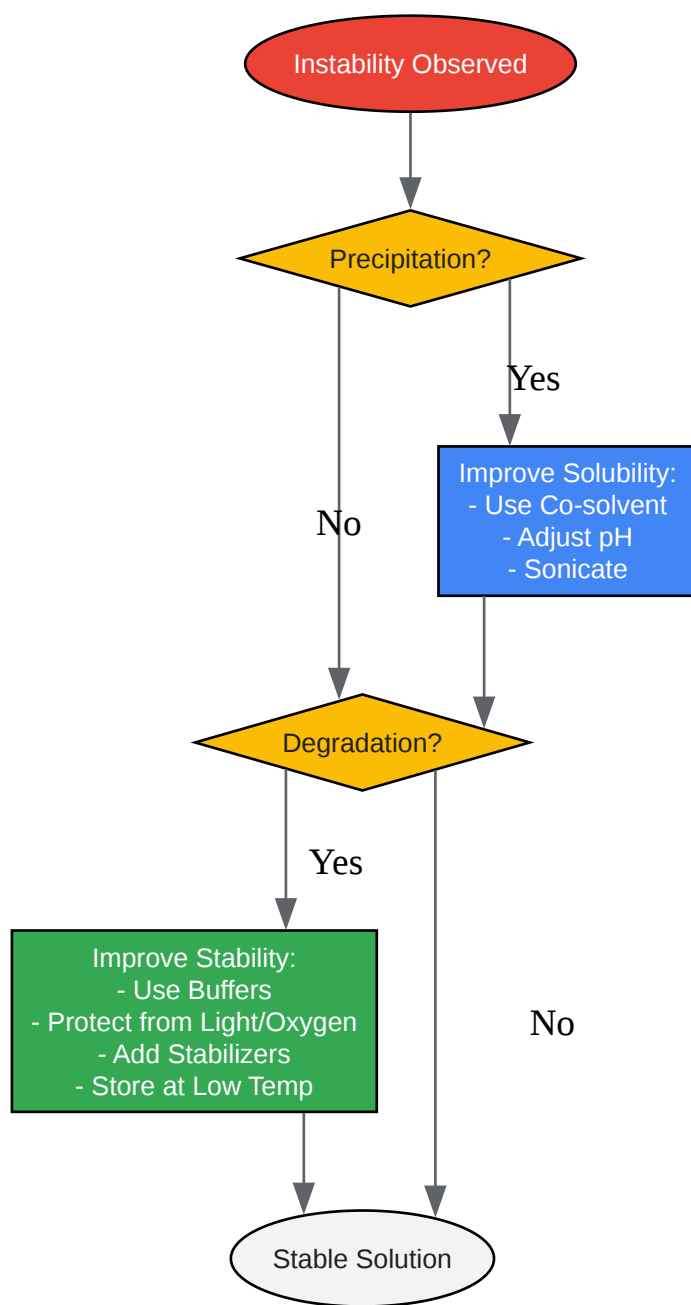 Instability Observed
Precipitation?
Yes
Improve Solubility:
- Use Co-solvent
- Adjust pH
- Sonicate
No
Degradation?
Yes
Improve Stability:
- Use Buffers
- Protect from Light/Oxygen
- Add Stabilizers
- Store at Low Temp
No
Stable Solution